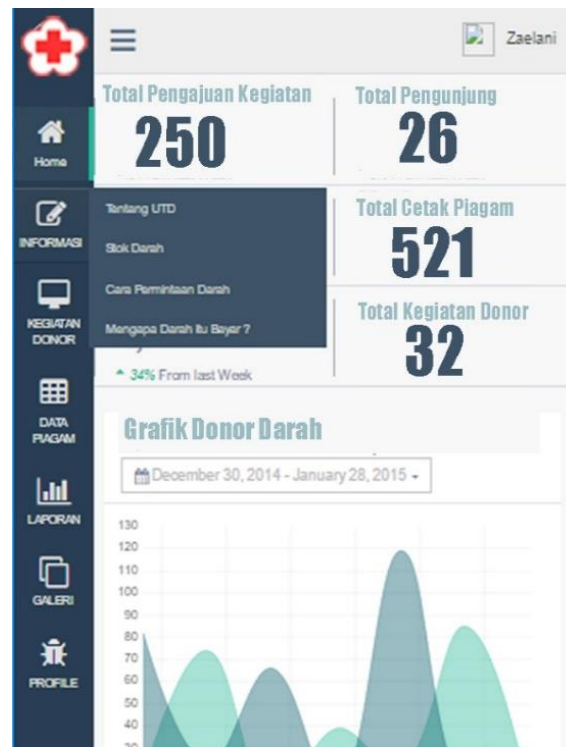 Zaelani
Total Pengajuan Kegiatan
250
Total Pengunjung
26
Home
INFORMASI
Tentang UTD
Stok Darah
Cara Permintaan Darah
Mengapa Darah Itu Bayar ?
Total Cetak Piagam
521
KEGIATAN
DONOR
Total Kegiatan Donor
32
34% From last Week
DATA
PIAGAM
Grafik Donor Darah
December 30, 2014 - January 28, 2015
LAPORAN
GALERI
PROFILE
130
120
110
100
90
80
70
60
50
40